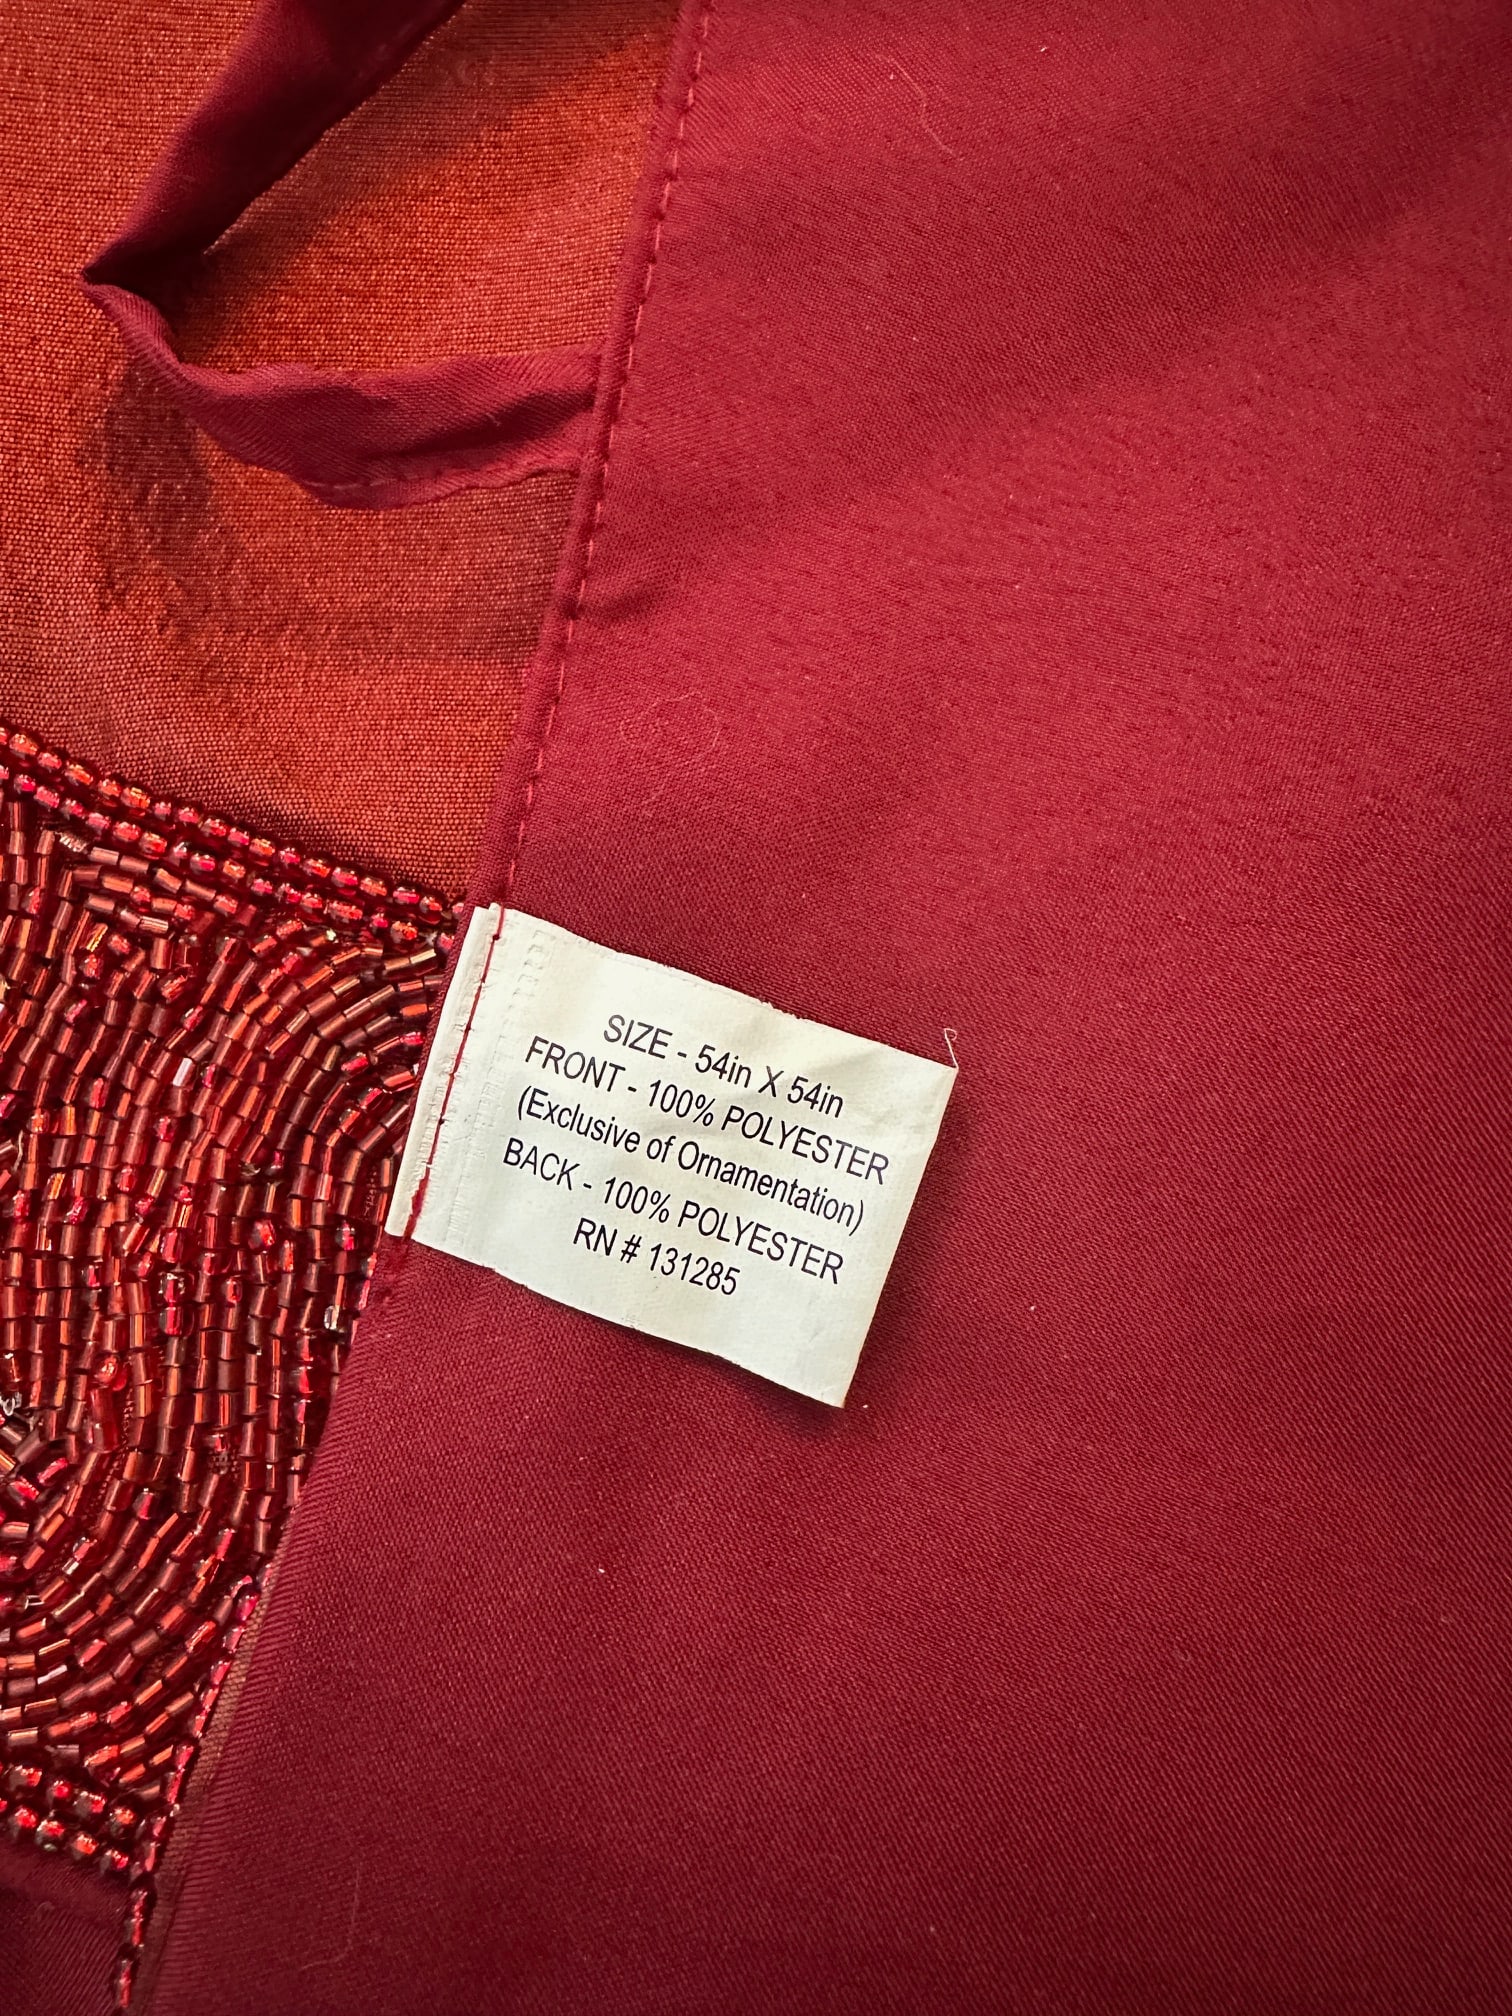 SIZE - 54in X 54in
FRONT - 100% POLYESTER
(Exclusive of Ornamentation)
BACK - 100% POLYESTER
RN # 131285